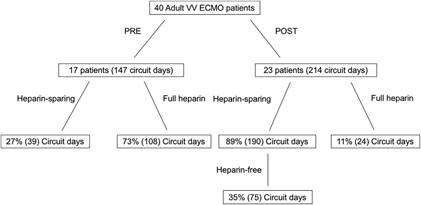 40 Adult VV ECMO patients
PRE
POST
17 patients (147 circuit days)
23 patients (214 circuit days)
Heparin-sparing
Full heparin
Heparin-sparing
Full heparin
27% (39) Circuit days
73% (108) Circuit days
89% (190) Circuit days
11% (24) Circuit days
Heparin-free
35% (75) Circuit days